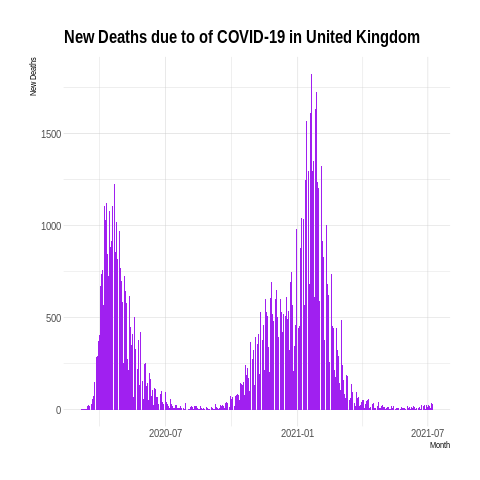 New Deaths due to of COVID-19 in United Kingdom
New Deaths
1500
1000
500
0
2020-07
2021-01
2021-07
Month